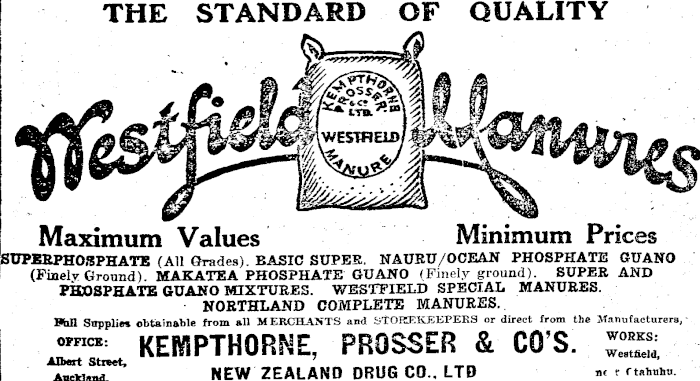 THE STANDARD OF QUALITY
KEMPTHORNE
PROSSER
& Co
LTD.
WESTFIELD
MANURE
Westfield Manures
Maximum Values Minimum Prices
SUPERPHOSPHATE (All Grades). BASIC SUPER. NAURU/OCEAN PHOSPHATE GUANO
(Finely Ground). MAKATEA PHOSPHATE GUANO (Finely ground). SUPER AND
PHOSPHATE GUANO MIXTURES. WESTFIELD SPECIAL MANURES.
NORTHLAND COMPLETE MANURES.
Full Supplies obtainable from all MERCHANTS and STOREKEEPERS or direct from the Manufacturers,
OFFICE:
Albert Street,
Auckland.
KEMPTHORNE, PROSSER & CO'S.
NEW ZEALAND DRUG CO., LTD
WORKS:
Westfield,
near Otahuhu.